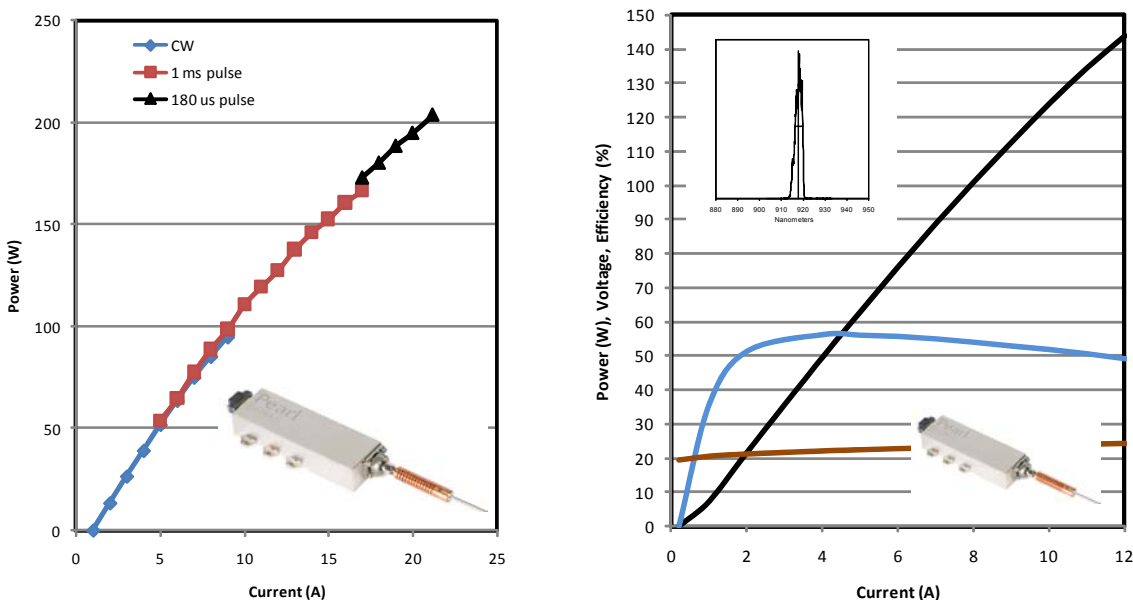 250
200
150
100
50
0
Power (W)
CW
1 ms pulse
180 us pulse
Pearl
0 5 10 15 20 25
Current (A)
150
140
130
120
110
100
90
80
70
60
50
40
30
20
10
0
Power (W), Voltage, Efficiency (%)
880 890 900 910 920 930 940 950
Nanometers
Pearl
0 2 4 6 8 10 12
Current (A)